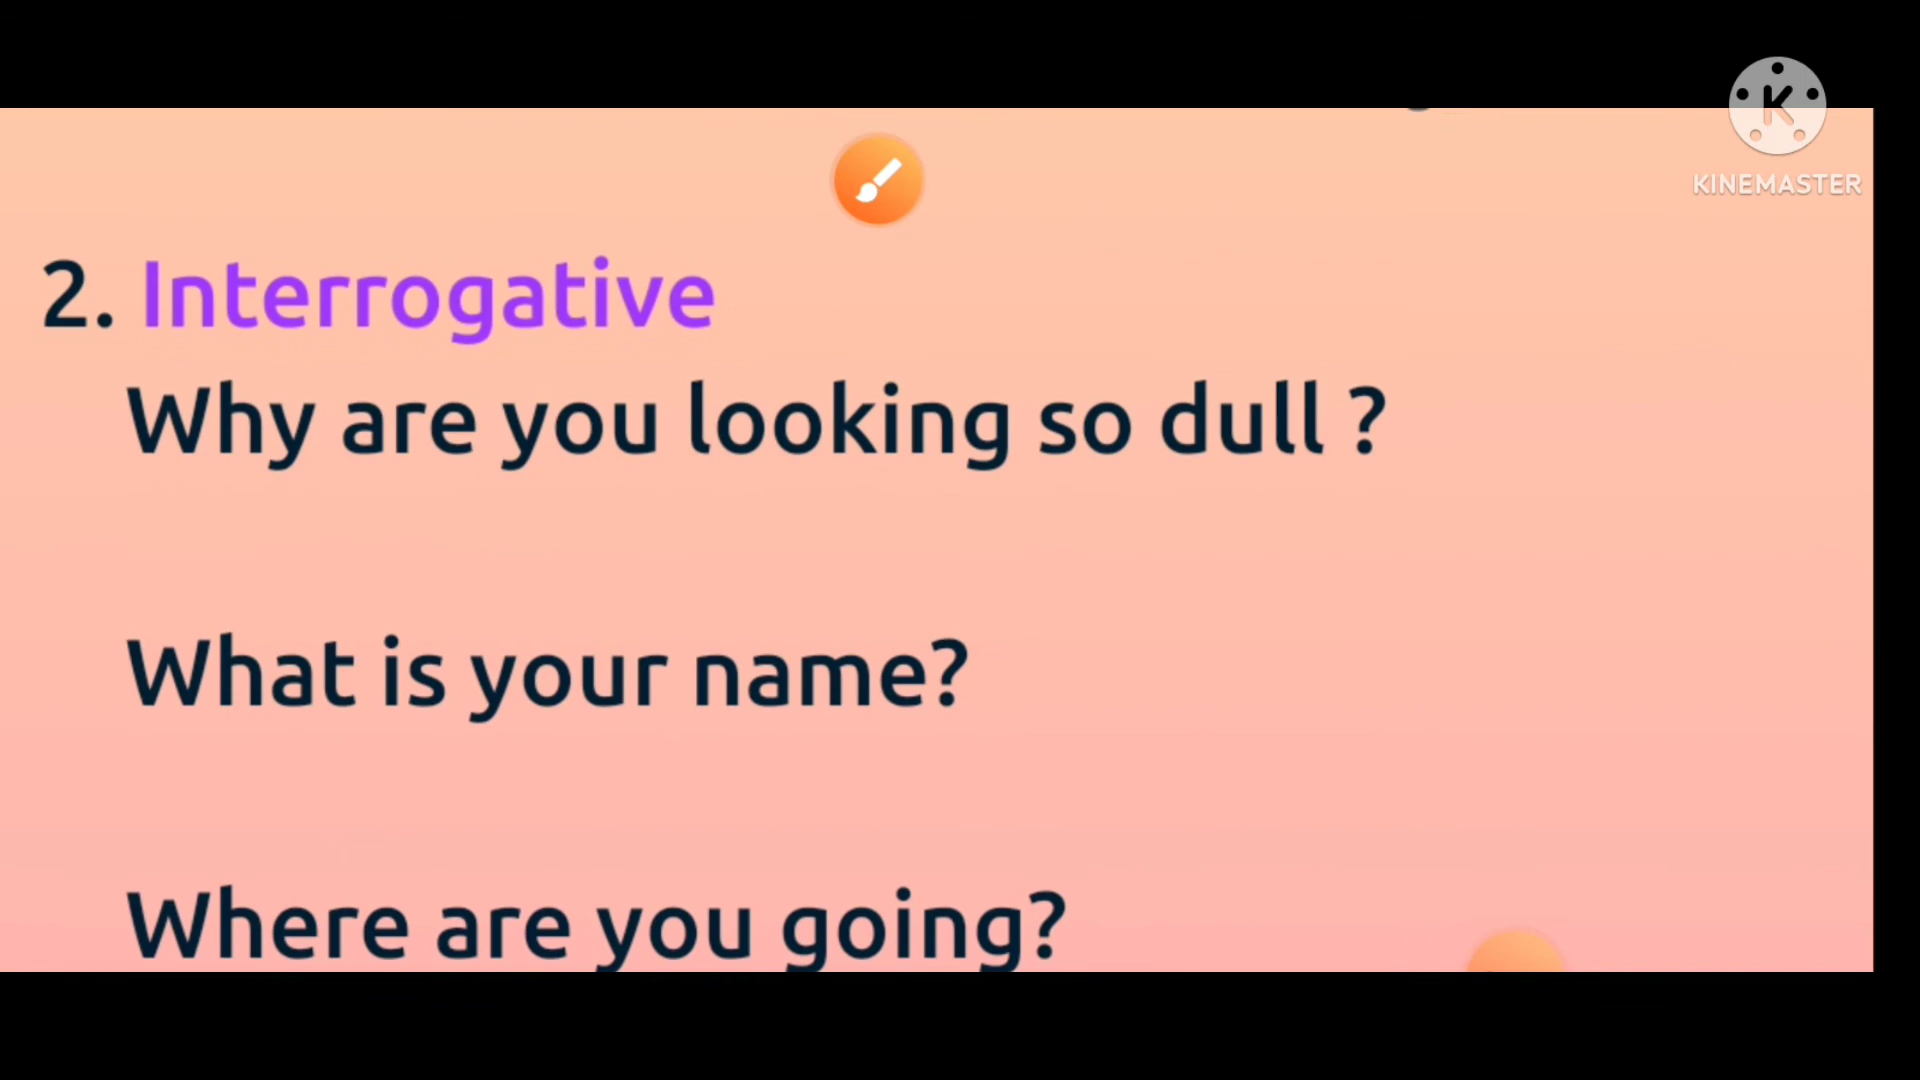 KINEMASTER
2. Interrogative
Why are you looking so dull ?
What is your name?
Where are you going?